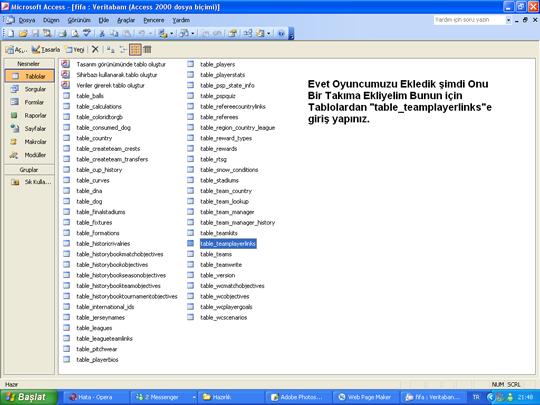 Microsoft Access - [fifa : Veritabanı (Access 2000 dosya biçimi)]
Dosya Düzen Görünüm Ekle Araçlar Pencere Yardım
Yardım için soru yazın
Aç Tasarla Yeni
Nesneler
Tablolar
Sorgular
Formlar
Raporlar
Sayfalar
Makrolar
Modüller
Gruplar
Sık Kulla...
Tasarım görünümünde tablo oluştur
Sihirbazı kullanarak tablo oluştur
Veriler girerek tablo oluştur
table_balls
table_calculations
table_coloridtorgb
table_consumed_dog
table_country
table_createteam_crests
table_createteam_transfers
table_cup_history
table_curves
table_dna
table_dog
table_finalstadiums
table_fixtures
table_formations
table_historicrivalries
table_historybookmatchobjectives
table_historybookobjectives
table_historybookseasonobjectives
table_historybookteamobjectives
table_historybooktournamentobjectives
table_international_ids
table_jerseynames
table_leagues
table_leagueteamlinks
table_pitchwear
table_playerbios
table_players
table_playerstats
table_psp_state_info
table_pspquiz
table_refereecountrylinks
table_referees
table_region_country_league
table_reward_types
table_rewards
table_rtsg
table_snow_conditions
table_stadiums
table_team_country
table_team_lookup
table_team_manager
table_team_manager_history
table_teamkits
table_teamplayerlinks
table_teams
table_teamwrite
table_version
table_wcmatchobjectives
table_wcobjectives
table_wcplayergoals
table_wcscenarios
Evet Oyuncumuzu Ekledik şimdi Onu
Bir Takıma Ekliyelim Bunun için
Tablolardan "table_teamplayerlinks"e
giriş yapınız.
Hazır
NUM SCRL
Başlat
Hata - Opera
2 Messenger
Hazırlık
Adobe Photos...
Web Page Maker
fifa : Veritaban...
TR
21:48